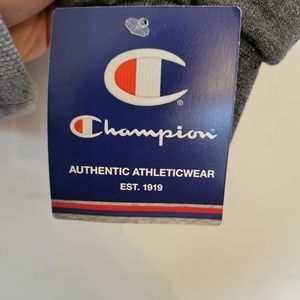 Champion
AUTHENTIC ATHLETICWEAR
EST. 1919